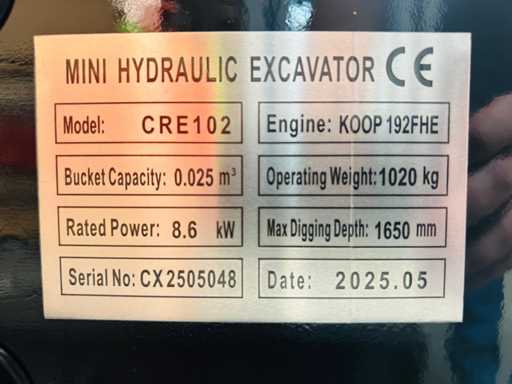 MINI HYDRAULIC EXCAVATOR CE
Model: CRE102
Engine: KOOP 192FHE
Bucket Capacity: 0.025 m³
Operating Weight: 1020 kg
Rated Power: 8.6 kW
Max Digging Depth: 1650 mm
Serial No: CX2505048
Date: 2025.05